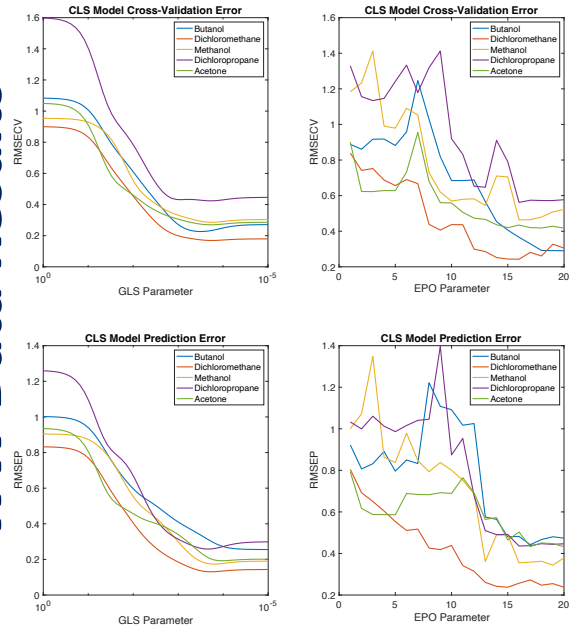 CLS Model Cross-Validation Error
RMSECV
1.6
1.4
1.2
1
0.8
0.6
0.4
0.2
0
Butanol
Dichloromethane
Methanol
Dichloropropane
Acetone
10^0
10^-5
GLS Parameter
CLS Model Cross-Validation Error
RMSECV
1.6
1.4
1.2
1
0.8
0.6
0.4
0.2
Butanol
Dichloromethane
Methanol
Dichloropropane
Acetone
0
5
10
15
20
EPO Parameter
CLS Model Prediction Error
RMSEP
1.4
1.2
1
0.8
0.6
0.4
0.2
0
Butanol
Dichloromethane
Methanol
Dichloropropane
Acetone
10^0
10^-5
GLS Parameter
CLS Model Prediction Error
RMSEP
1.4
1.2
1
0.8
0.6
0.4
0.2
Butanol
Dichloromethane
Methanol
Dichloropropane
Acetone
0
5
10
15
20
EPO Parameter